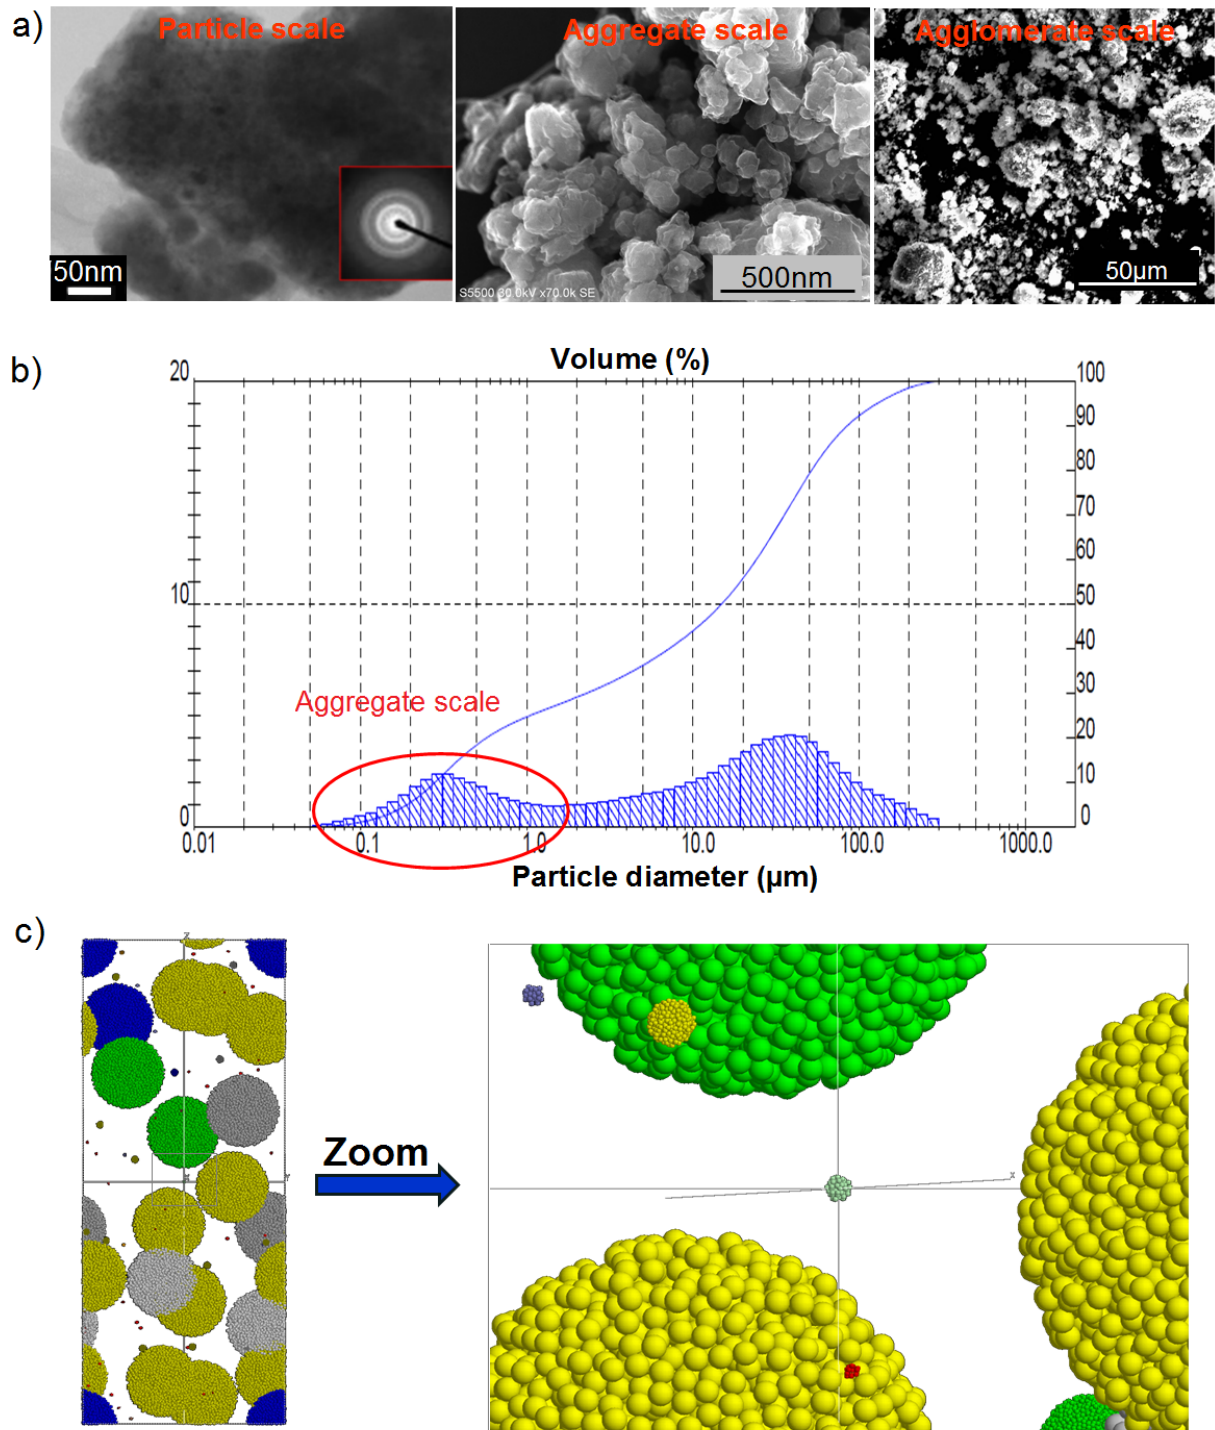 a)
Particle scale
Aggregate scale
Agglomerate scale
50nm
S5500 30.0kV x70.0k SE
500nm
50µm
b)
Volume (%)
20
100
90
80
70
60
10
50
40
30
Aggregate scale
20
10
0
0
0.01
0.1
1.0
10.0
100.0
1000.0
Particle diameter (µm)
c)
Z
X
Y
Zoom
x